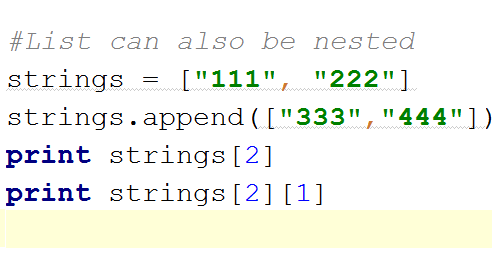 #List can also be nested
strings = ["111", "222"]
strings.append(["333","444"])
print strings[2]
print strings[2][1]